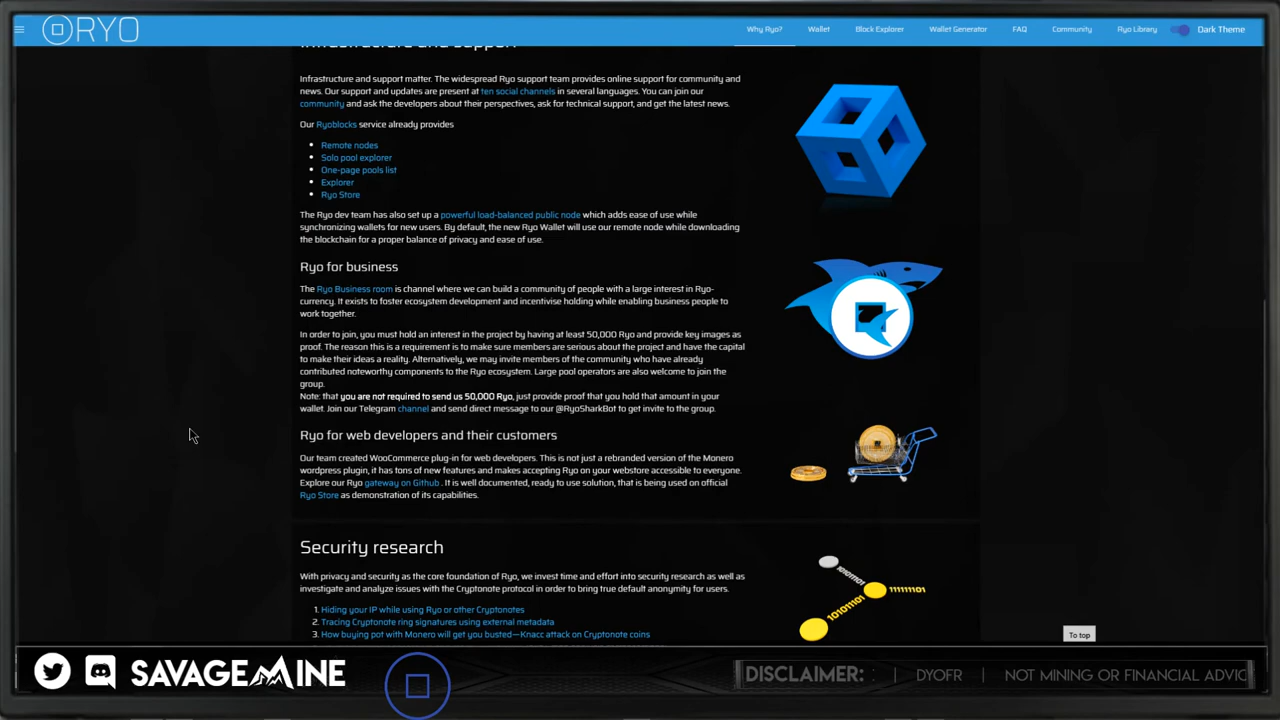 RYO
Why Ryo?
Wallet
Block Explorer
Wallet Generator
FAQ
Community
Ryo Library
Dark Theme
Infrastructure and support
Infrastructure and support matter. The widespread Ryo support team provides online support for community and
news. Our support and updates are present at ten social channels in several languages. You can join our
community and ask the developers about their perspectives, ask for technical support, and get the latest news.
Our Ryoblocks service already provides
Remote nodes
Solo pool explorer
One-page pools list
Explorer
Ryo Store
The Ryo dev team has also set up a powerful load-balanced public node which adds ease of use while
synchronizing wallets for new users. By default, the new Ryo Wallet will use our remote node while downloading
the blockchain for a proper balance of privacy and ease of use.
Ryo for business
The Ryo Business room is channel where we can build a community of people with a large interest in Ryo-
currency. It exists to foster ecosystem development and incentivise holding while enabling business people to
work together.
In order to join, you must hold an interest in the project by having at least 50,000 Ryo and provide key images as
proof. The reason this is a requirement is to make sure members are serious about the project and have the capital
to make their ideas a reality. Alternatively, we may invite members of the community who have already
contributed noteworthy components to the Ryo ecosystem. Large pool operators are also welcome to join the
group.
Note: that you are not required to send us 50,000 Ryo, just provide proof that you hold that amount in your
wallet. Join our Telegram channel and send direct message to our @RyoSharkBot to get invite to the group.
Ryo for web developers and their customers
Our team created WooCommerce plug-in for web developers. This is not just a rebranded version of the Monero
wordpress plugin, it has tons of new features and makes accepting Ryo on your webstore accessible to everyone.
Explore our Ryo gateway on Github . It is well documented, ready to use solution, that is being used on official
Ryo Store as demonstration of its capabilities.
Security research
With privacy and security as the core foundation of Ryo, we invest time and effort into security research as well as
investigate and analyze issues with the Cryptonote protocol in order to bring true default anonymity for users.
1. Hiding your IP while using Ryo or other Cryptonotes
2. Tracing Cryptonote ring signatures using external metadata
3. How buying pot with Monero will get you busted—Knacc attack on Cryptonote coins
10101101
11111101
10101101
To top
SAVAGEMINE
DISCLAIMER: : | DYOFR | NOT MINING OR FINANCIAL ADVIC